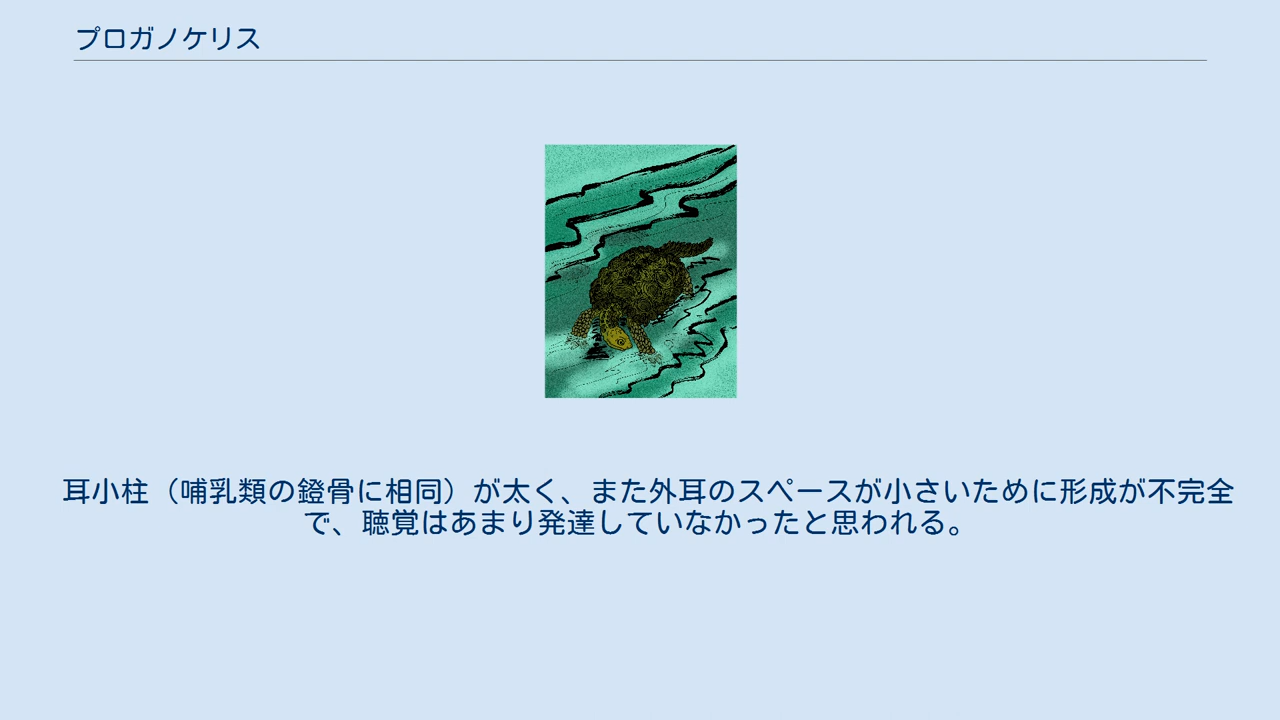 プロガノケリス
耳小柱（哺乳類の鐙骨に相同）が太く、また外耳のスペースが小さいために形成が不完全
で、聴覚はあまり発達していなかったと思われる。